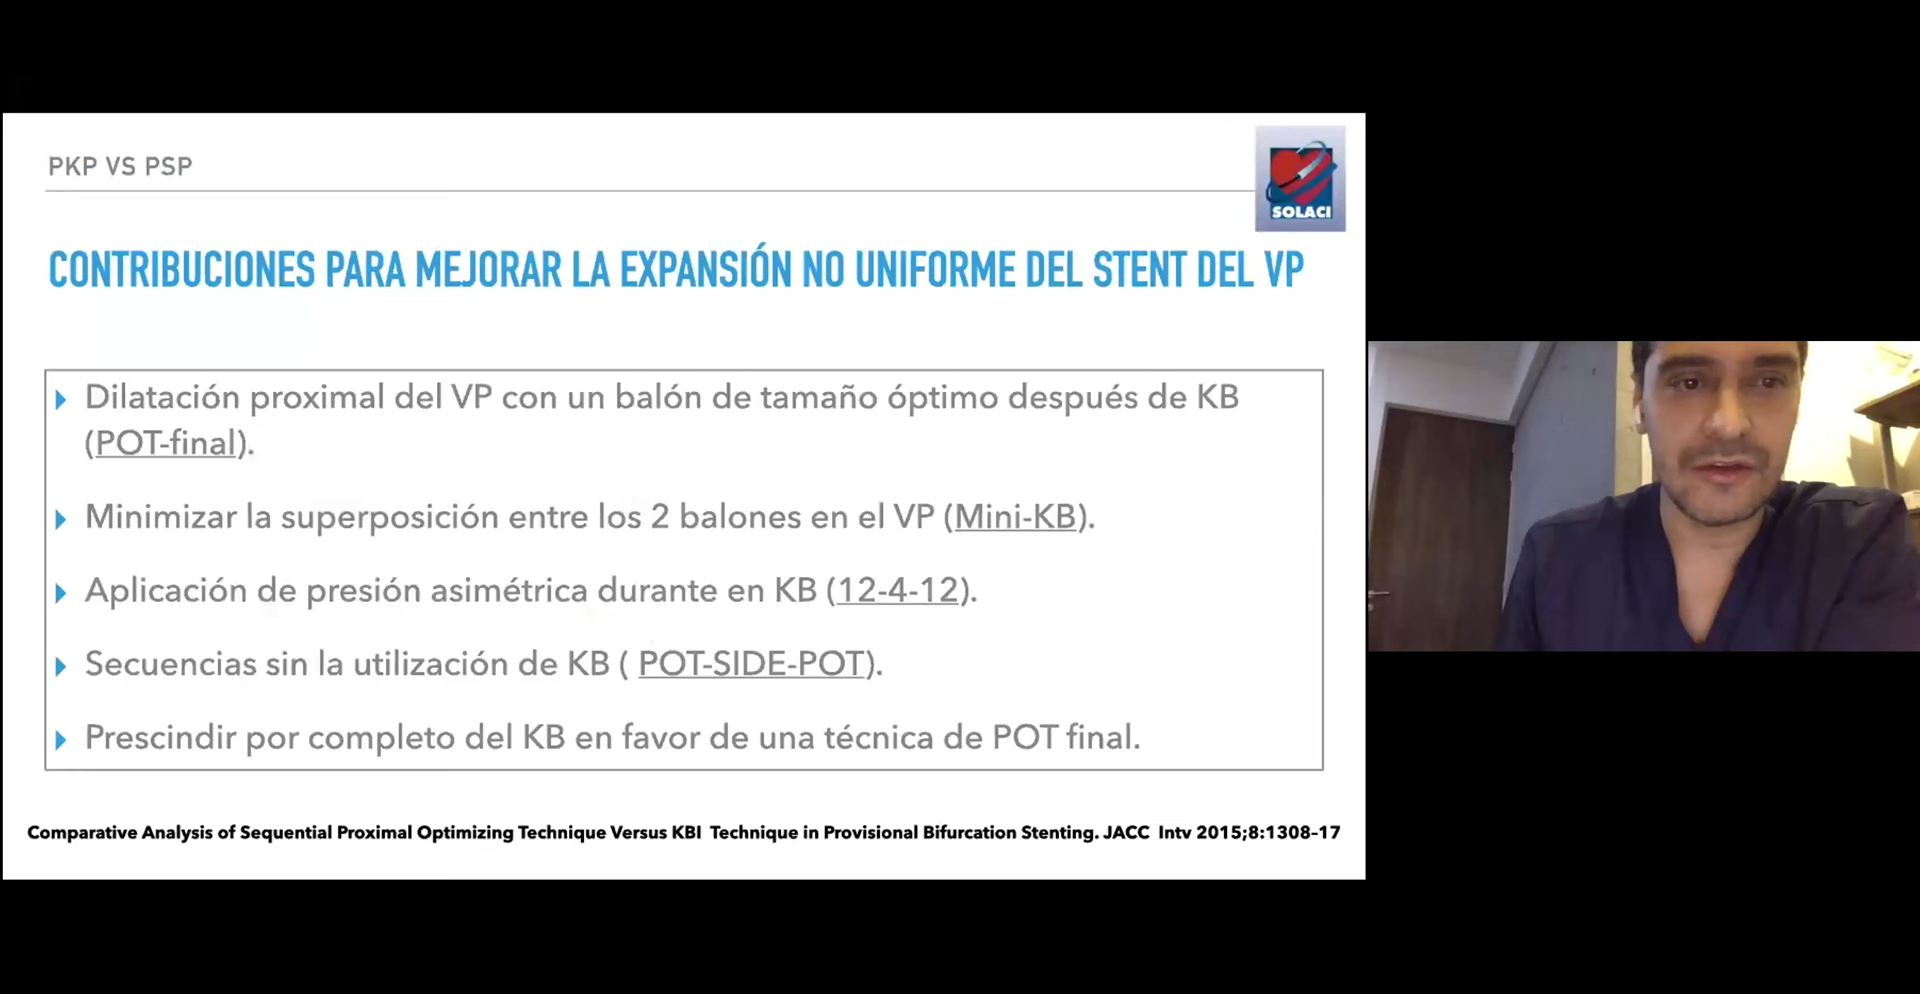 PKP VS PSP
SOLACI
CONTRIBUCIONES PARA MEJORAR LA EXPANSIÓN NO UNIFORME DEL STENT DEL VP
Dilatación proximal del VP con un balón de tamaño óptimo después de KB
(POT-final).
Minimizar la superposición entre los 2 balones en el VP (Mini-KB).
Aplicación de presión asimétrica durante en KB (12-4-12).
Secuencias sin la utilización de KB ( POT-SIDE-POT).
Prescindir por completo del KB en favor de una técnica de POT final.
Comparative Analysis of Sequential Proximal Optimizing Technique Versus KBI Technique in Provisional Bifurcation Stenting. JACC Intv 2015;8:1308–17